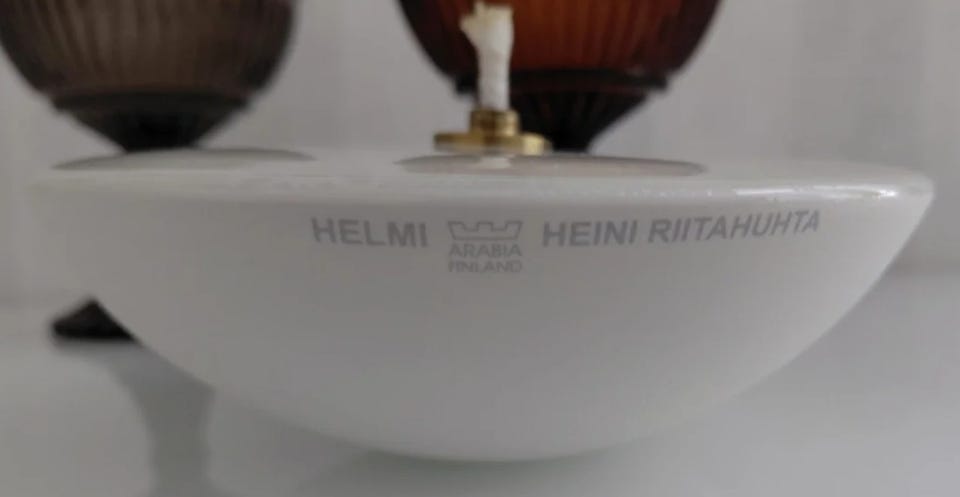 HELMI ARABIA HEINI RIITAHUHTA
FINLAND